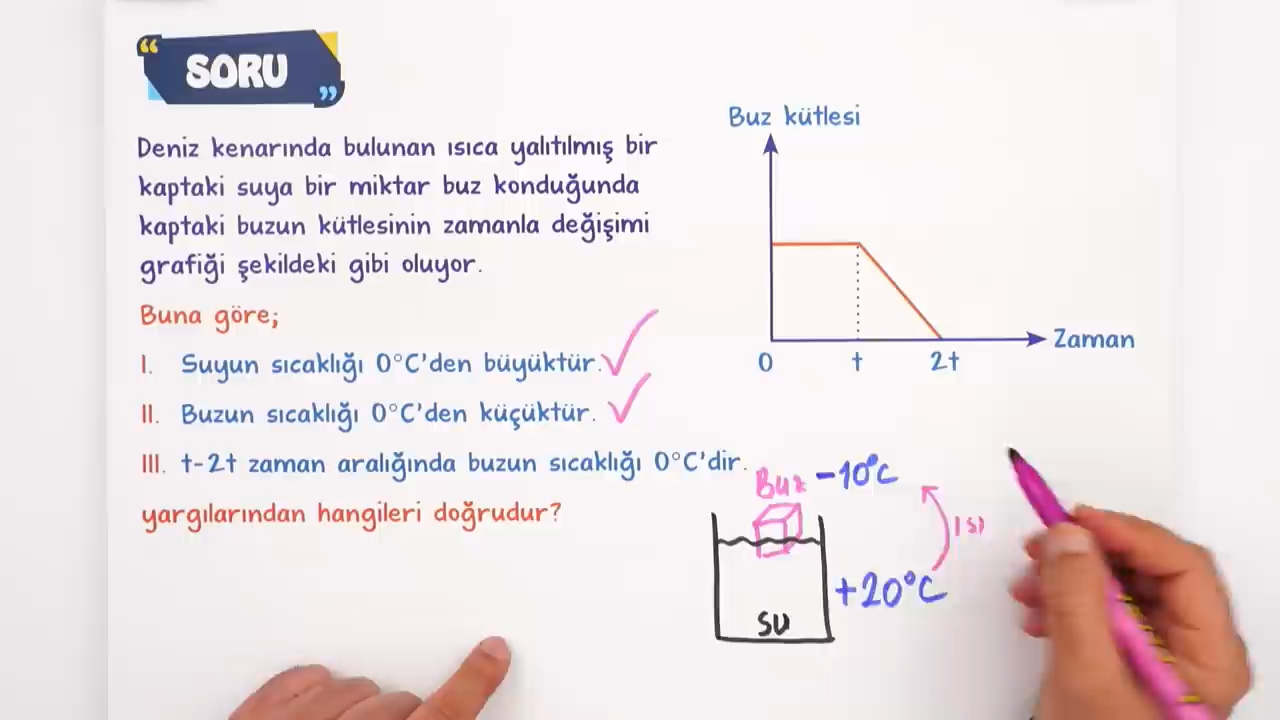 “ SORU ”
Deniz kenarında bulunan ısıca yalıtılmış bir
kaptaki suya bir miktar buz konduğunda
kaptaki buzun kütlesinin zamanla değişimi
grafiği şekildeki gibi oluyor.
Buna göre;
I. Suyun sıcaklığı 0°C'den büyüktür.
II. Buzun sıcaklığı 0°C'den küçüktür.
III. t-2t zaman aralığında buzun sıcaklığı 0°C'dir.
yargılarından hangileri doğrudur?
Buz kütlesi
Zaman
0 t 2t
Buz -10°C
ısı
+20°C
su